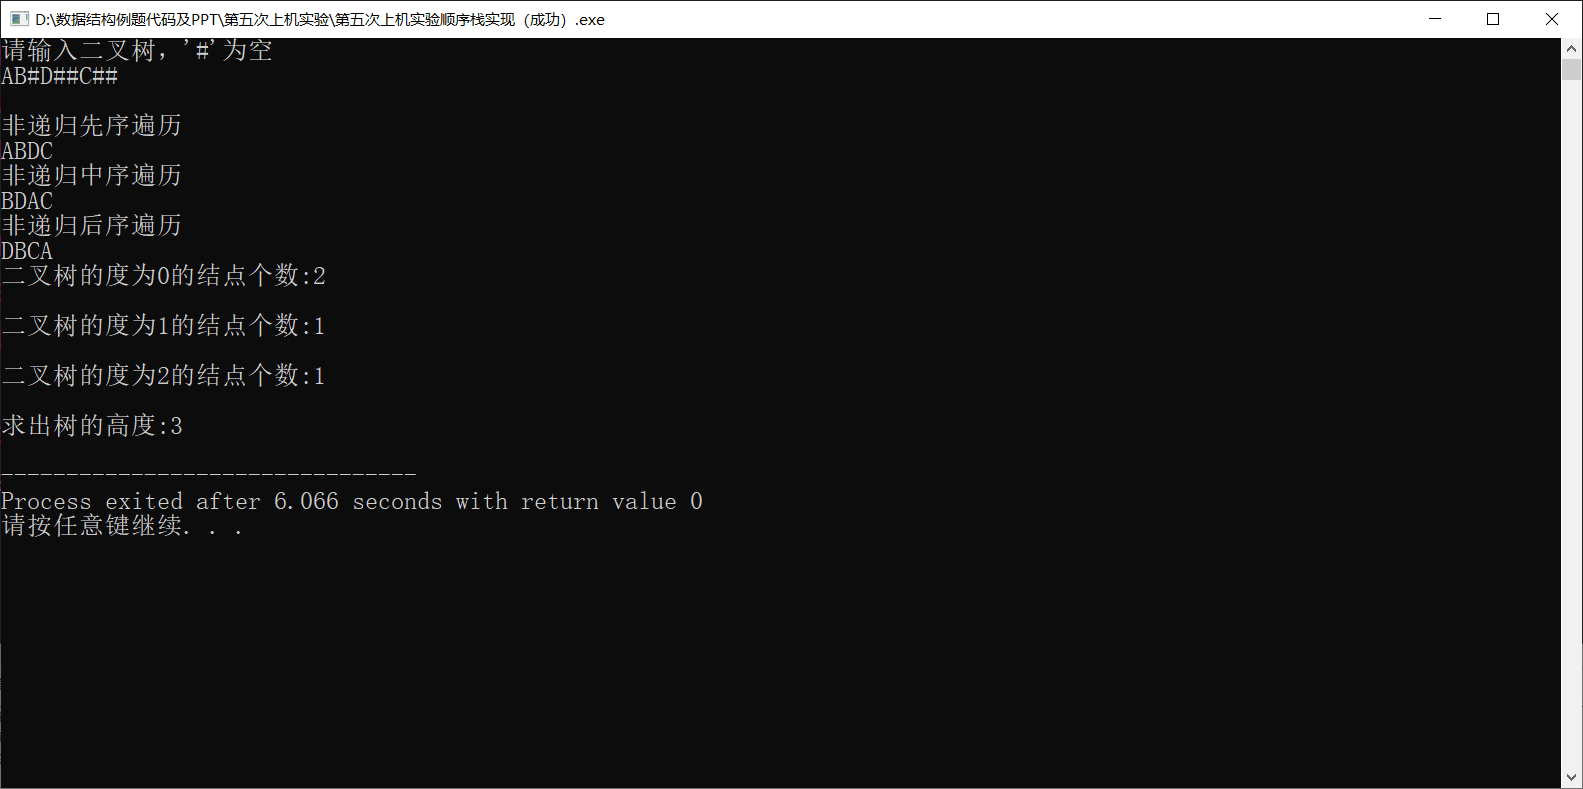 D:\数据结构例题代码及PPT\第五次上机实验\第五次上机实验顺序栈实现（成功）.exe
请输入二叉树，'#'为空
AB#D##C##
非递归先序遍历
ABDC
非递归中序遍历
BDAC
非递归后序遍历
DBCA
二叉树的度为0的结点个数:2
二叉树的度为1的结点个数:1
二叉树的度为2的结点个数:1
求出树的高度:3
--------------------------------
Process exited after 6.066 seconds with return value 0
请按任意键继续. . .